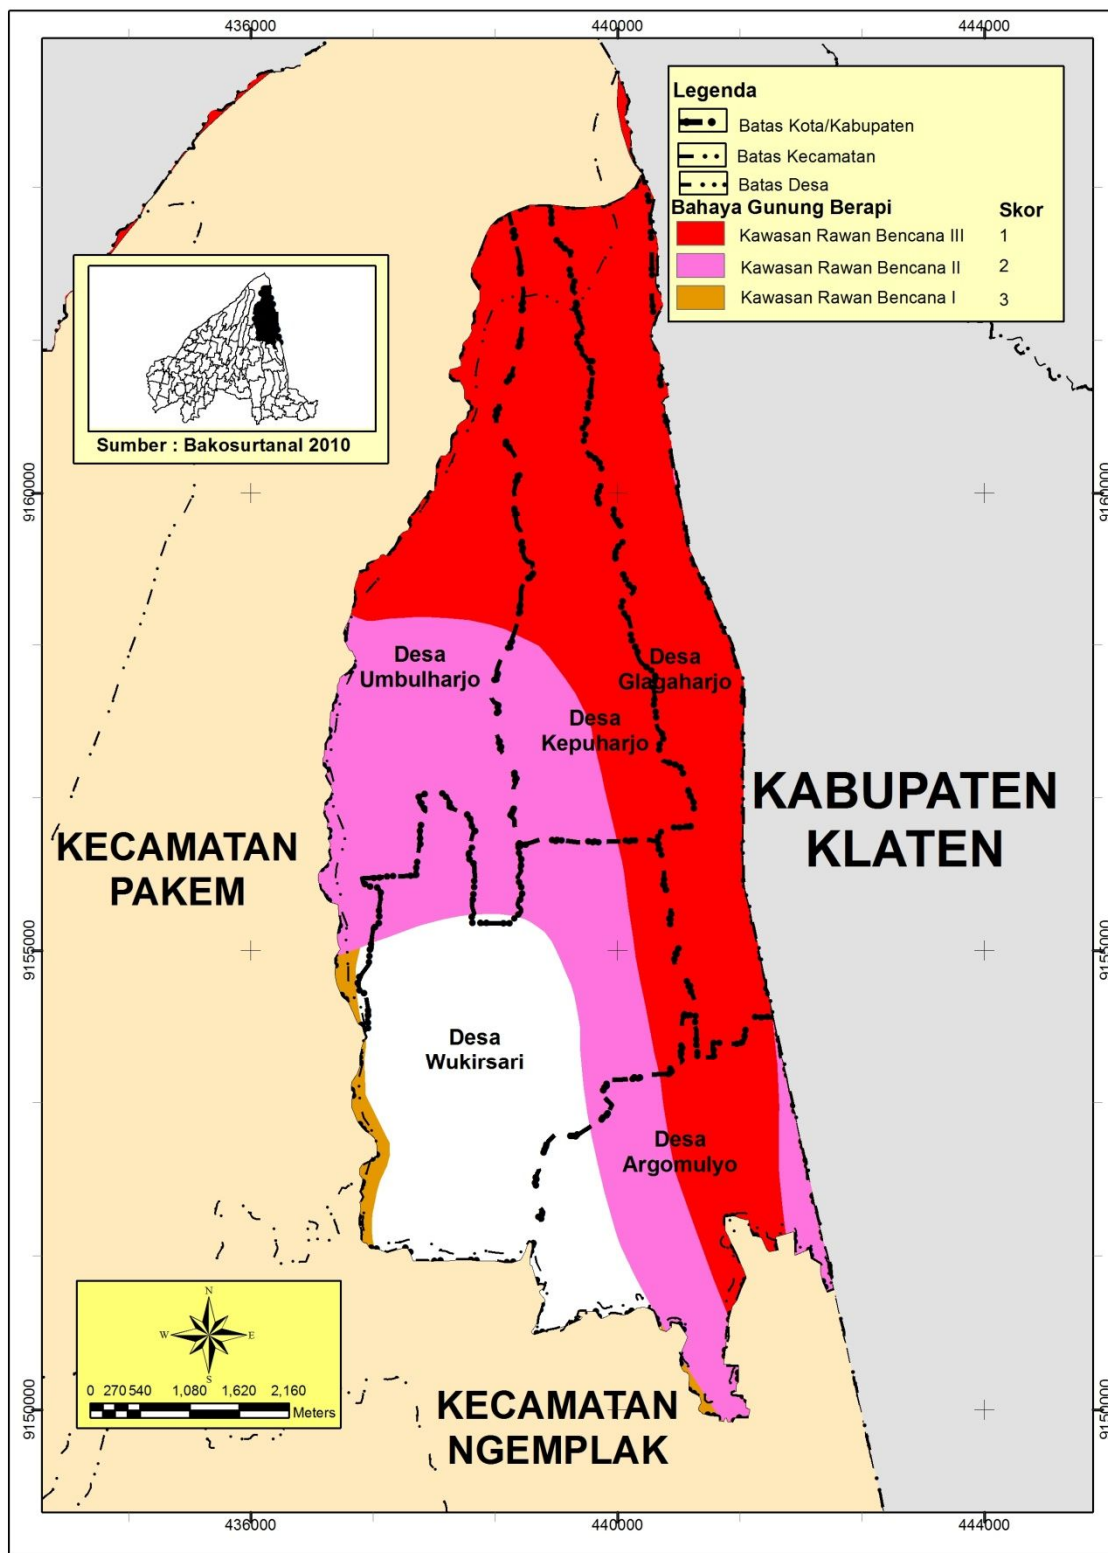 436000
440000
444000
Legenda
Batas Kota/Kabupaten
Batas Kecamatan
Batas Desa
Bahaya Gunung Berapi Skor
Kawasan Rawan Bencana III 1
Kawasan Rawan Bencana II 2
Kawasan Rawan Bencana I 3
Sumber : Bakosurtanal 2010
9160000
9160000
Desa
Umbulharjo
Desa
Glagaharjo
Desa
Kepuharjo
KABUPATEN
KLATEN
KECAMATAN
PAKEM
9155000
9155000
Desa
Wukirsari
Desa
Argomulyo
N
W
E
S
0 270 540 1,080 1,620 2,160
Meters
KECAMATAN
NGEMPLAK
9150000
9150000
436000
440000
444000